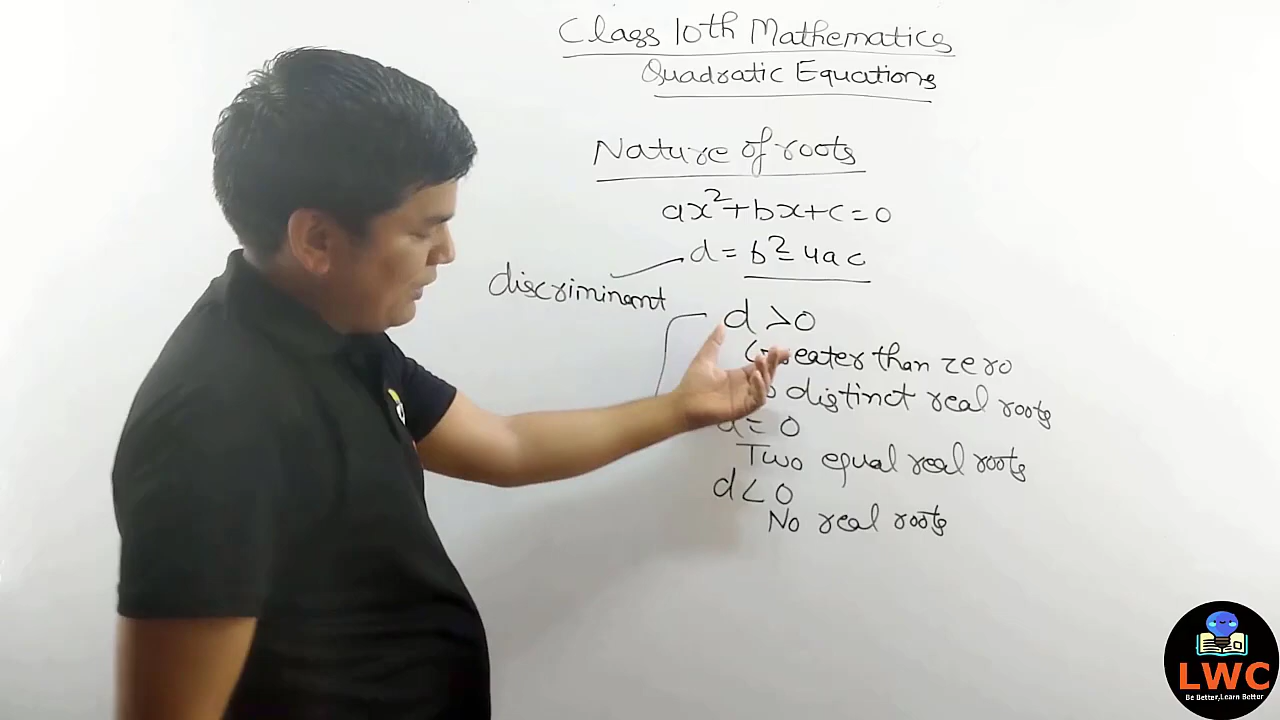 Class 10th Mathematics
Quadratic Equations
Nature of roots
ax²+bx+c=0
d = b²-4ac
discriminant
d >0
Greater than zero
distinct real roots
d = 0
Two equal real roots
d < 0
No real roots
LWC
Be Better,Learn Better